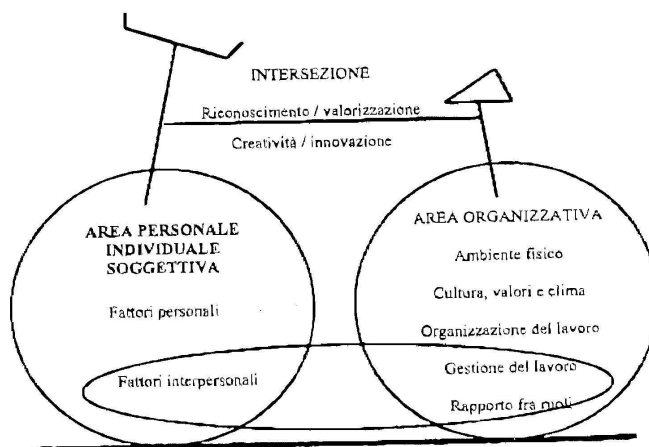 INTERSEZIONE
Riconoscimento / valorizzazione
Creatività / innovazione
AREA PERSONALE
INDIVIDUALE
SOGGETTIVA
Fattori personali
Fattori interpersonali
AREA ORGANIZZATIVA
Ambiente fisico
Cultura, valori e clima
Organizzazione del lavoro
Gestione del lavoro
Rapporto fra ruoli